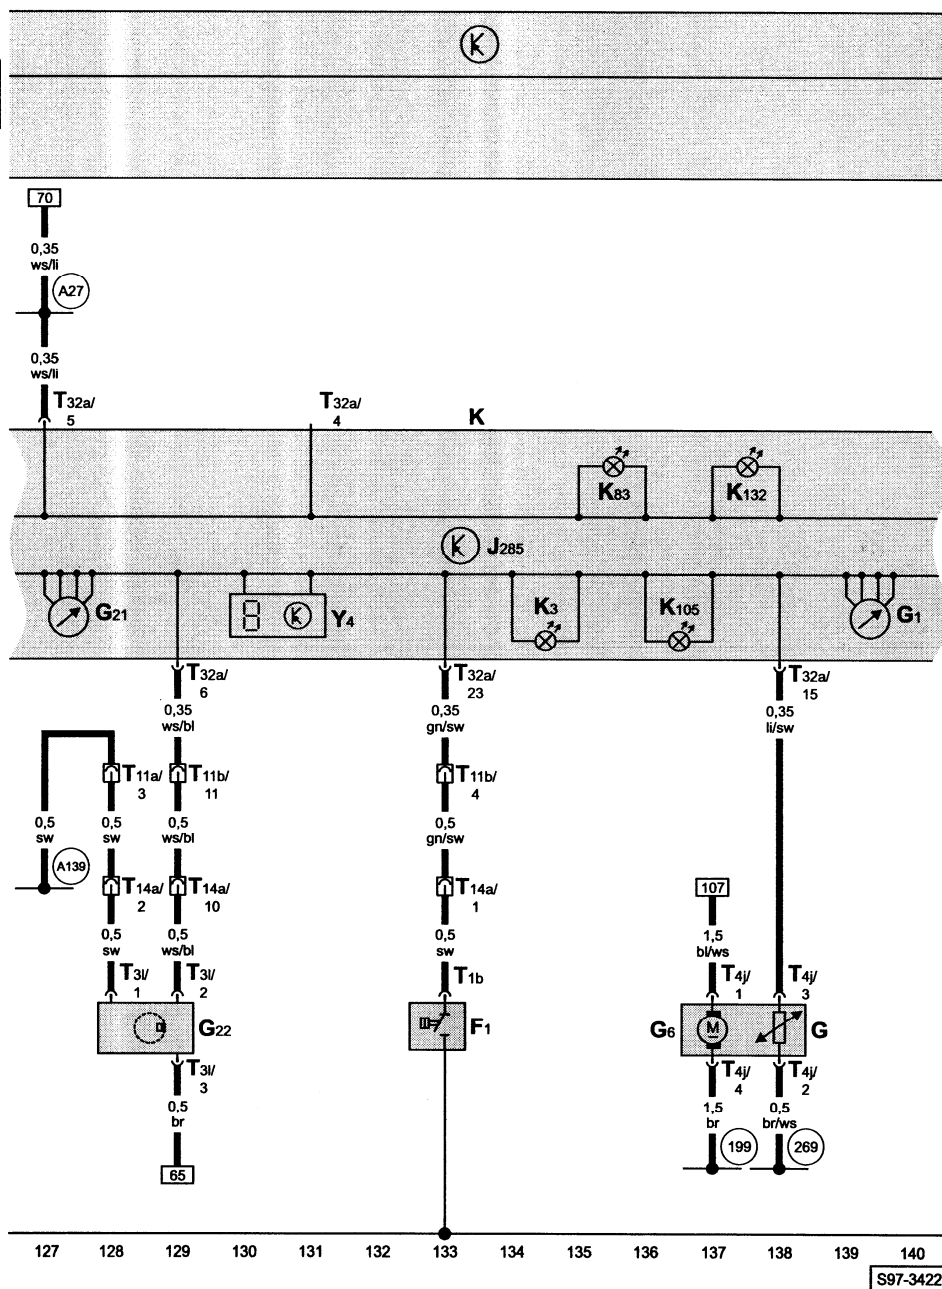 70
0,35
ws/li
A27
0,35
ws/li
T32a/
5
T32a/
4
K
K83
K132
J285
G21
Y4
K3
K105
G1
T32a/
6
T32a/
23
T32a/
15
0,35
ws/bl
0,35
gn/sw
0,35
li/sw
T11a/
3
T11b/
11
T11b/
4
0,5
sw
0,5
sw
0,5
ws/bl
0,5
gn/sw
A139
T14a/
2
T14a/
10
T14a/
1
107
0,5
sw
0,5
ws/bl
0,5
sw
1,5
bl/ws
T3l/
1
T3l/
2
T1b
T4j/
1
T4j/
3
G22
F1
G6
M
G
T3l/
3
T4j/
4
T4j/
2
0,5
br
1,5
br
0,5
br/ws
199
269
65
127 128 129 130 131 132 133 134 135 136 137 138 139 140
S97-3422